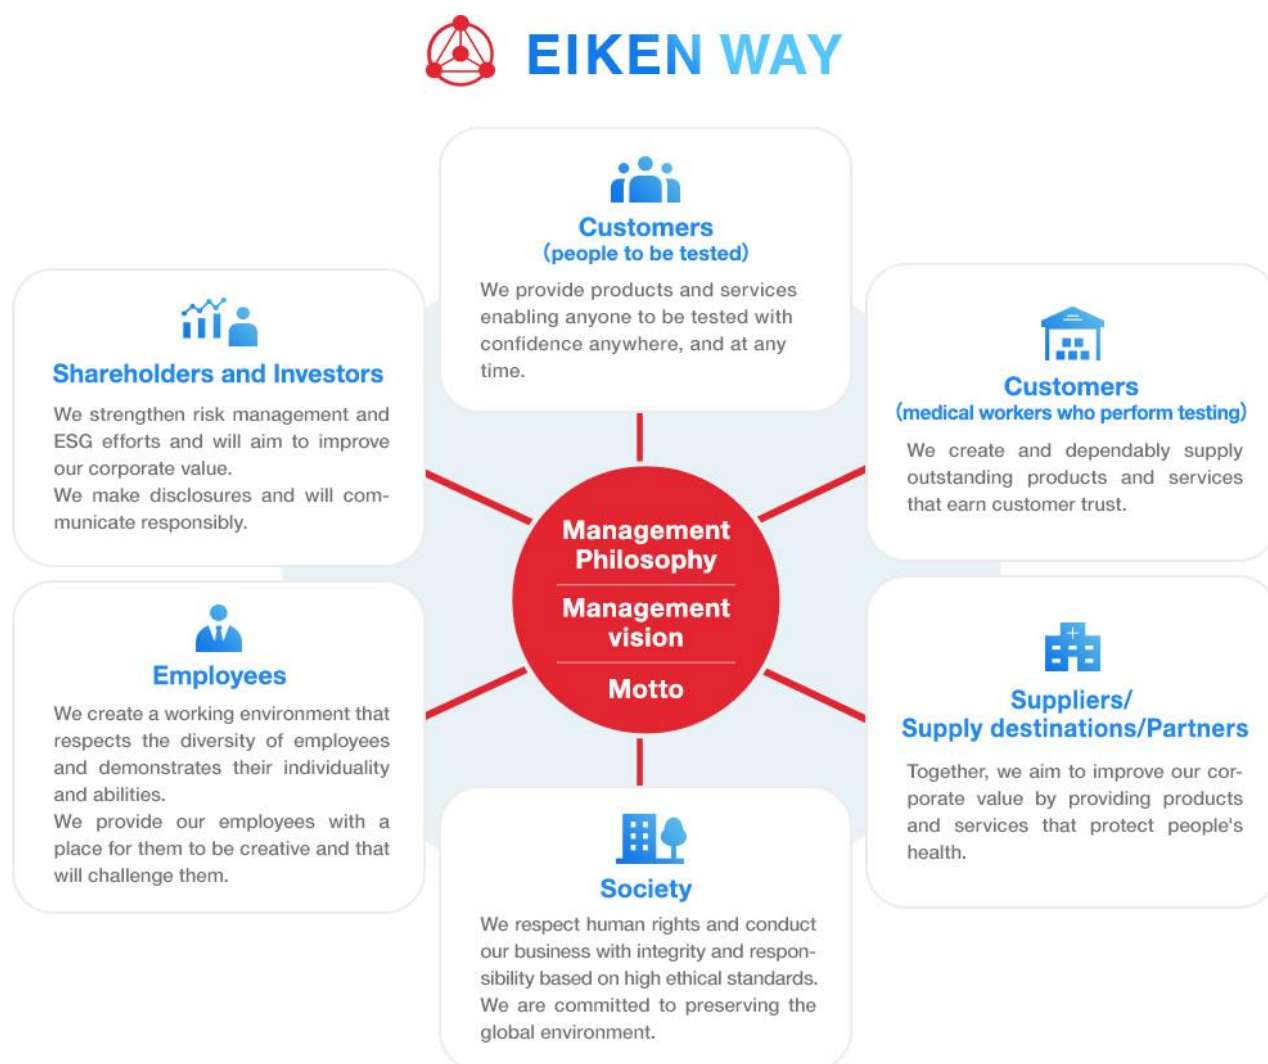 EIKEN WAY
Customers
(people to be tested)
We provide products and services
enabling anyone to be tested with
confidence anywhere, and at any
time.
Shareholders and Investors
We strengthen risk management and
ESG efforts and will aim to improve
our corporate value.
We make disclosures and will com-
municate responsibly.
Customers
(medical workers who perform testing)
We create and dependably supply
outstanding products and services
that earn customer trust.
Management
Philosophy
Management
vision
Motto
Employees
We create a working environment that
respects the diversity of employees
and demonstrates their individuality
and abilities.
We provide our employees with a
place for them to be creative and that
will challenge them.
Suppliers/
Supply destinations/Partners
Together, we aim to improve our cor-
porate value by providing products
and services that protect people's
health.
Society
We respect human rights and conduct
our business with integrity and respon-
sibility based on high ethical standards.
We are committed to preserving the
global environment.